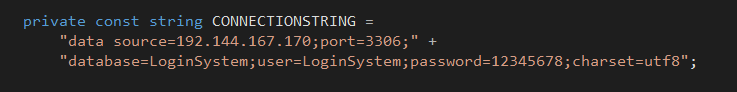 private const string CONNECTIONSTRING =
"data source=192.144.167.170;port=3306;" +
"database=LoginSystem;user=LoginSystem;password=12345678;charset=utf8";